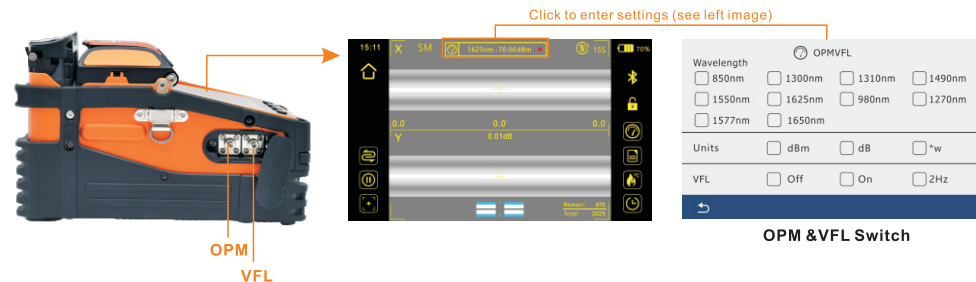 Click to enter settings (see left image)
15:11
X SM
1625nm -70.00dBm
15S
70%
0.0 0.0 0.0
Y 0.01dB
Remain: 875
Total: 3025
OPM
VFL
OPMVFL
Wavelength
850nm 1300nm 1310nm 1490nm
1550nm 1625nm 980nm 1270nm
1577nm 1650nm
Units dBm dB *w
VFL Off On 2Hz
OPM &VFL Switch